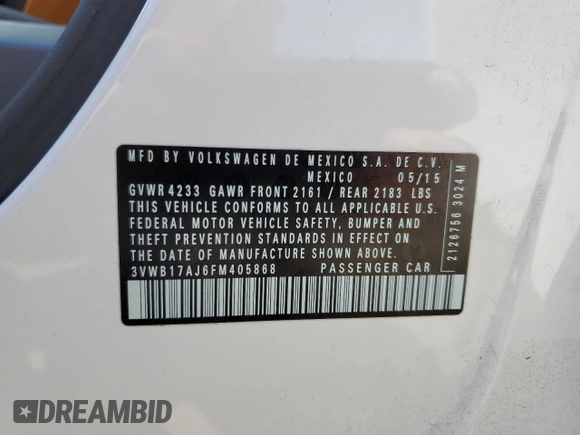 MFD BY VOLKSWAGEN DE MEXICO S.A. DE C.V.
MEXICO 05/15
GVWR 4233 GAWR FRONT 2161 / REAR 2183 LBS
THIS VEHICLE CONFORMS TO ALL APPLICABLE U.S.
FEDERAL MOTOR VEHICLE SAFETY, BUMPER AND
THEFT PREVENTION STANDARDS IN EFFECT ON
THE DATE OF MANUFACTURE SHOWN ABOVE.
3VWB17AJ6FM405868 PASSENGER CAR
2126756 3024 M
DREAMBID